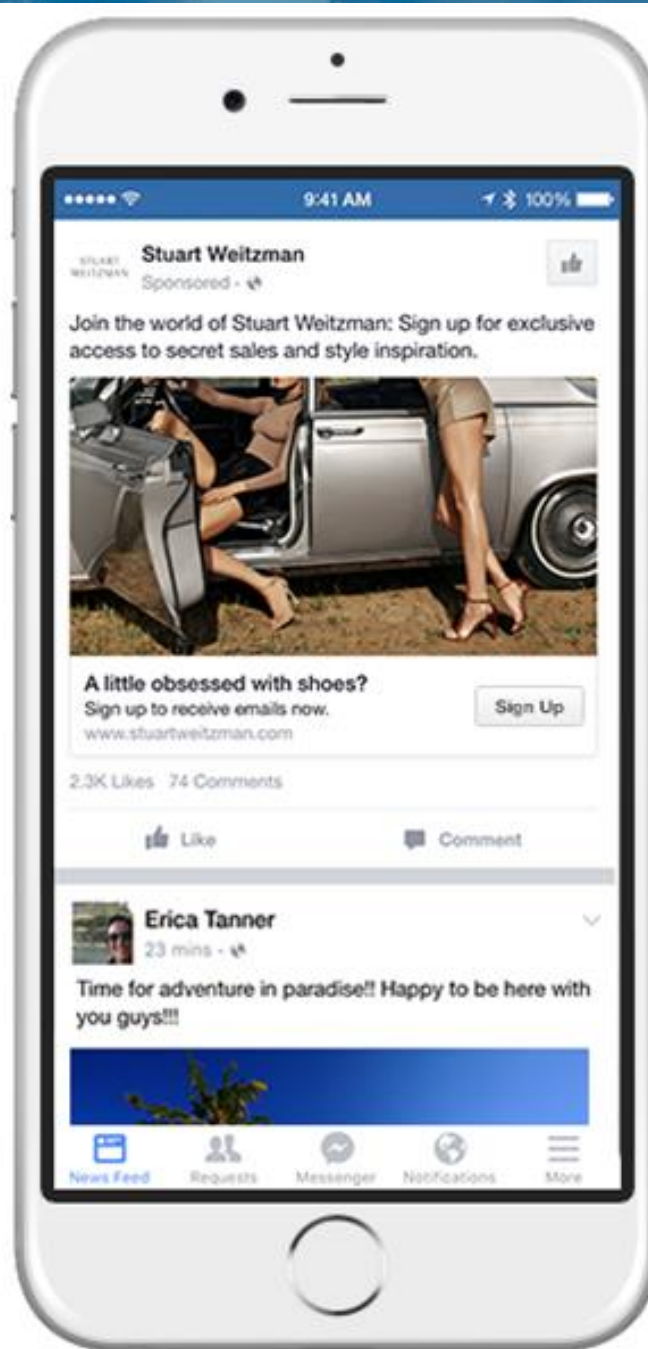 9:41 AM
100%
STUART
WEITZMAN
Stuart Weitzman
Sponsored ·
Join the world of Stuart Weitzman: Sign up for exclusive
access to secret sales and style inspiration.
A little obsessed with shoes?
Sign up to receive emails now.
www.stuartweitzman.com
Sign Up
2.3K Likes 74 Comments
Like
Comment
Erica Tanner
23 mins ·
Time for adventure in paradise!! Happy to be here with
you guys!!!
News Feed
Requests
Messenger
Notifications
More